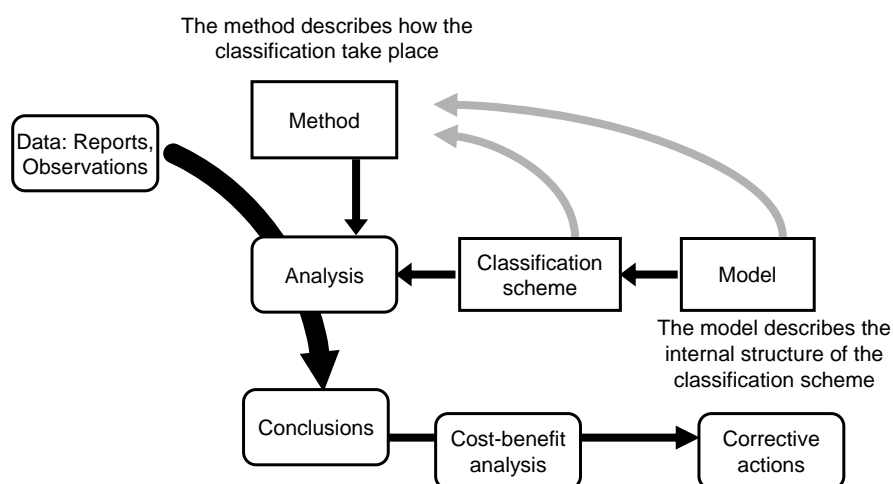 The method describes how the
classification take place
Method
Data: Reports,
Observations
Analysis
Classification
scheme
Model
The model describes the
internal structure of the
classification scheme
Conclusions
Cost-benefit
analysis
Corrective
actions